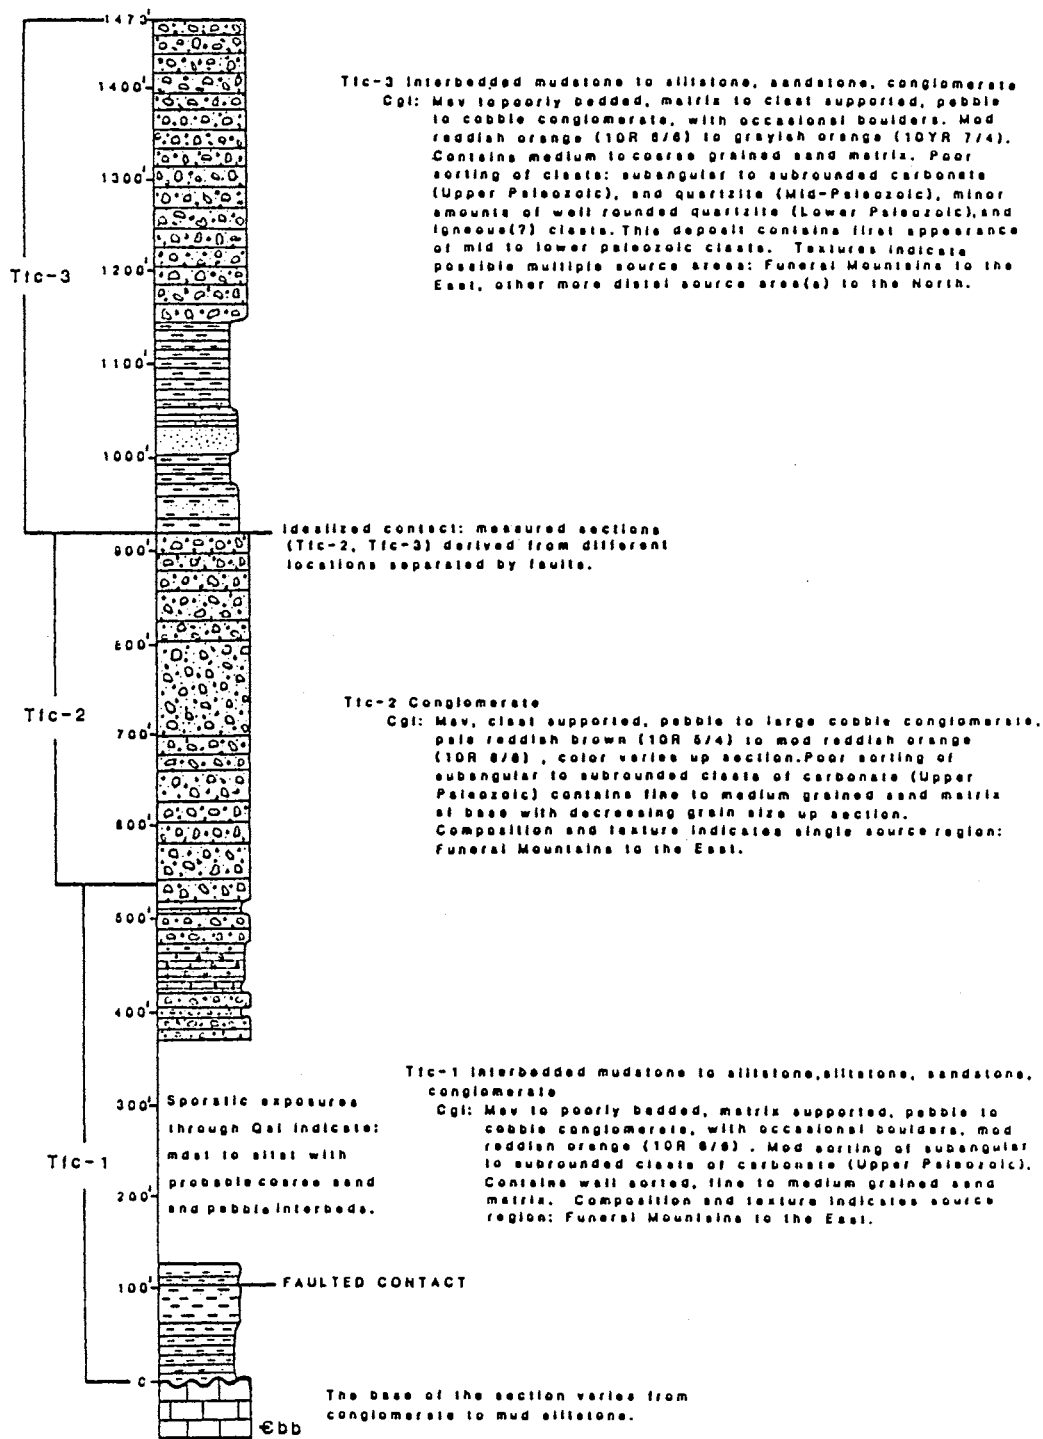 1473'
1400'
Tfc-3 Interbedded mudstone to siltstone, sandstone, conglomerate
Cgl: Msv to poorly bedded, matrix to clast supported, pebble
to cobble conglomerate, with occasional boulders. Mod
reddish orange (10R 6/6) to grayish orange (10YR 7/4).
Contains medium to coarse grained sand matrix. Poor
sorting of clasts: subangular to subrounded carbonate
(Upper Paleozoic), and quartzite (Mid-Paleozoic), minor
amounts of well rounded quartizite (Lower Paleozoic), and
igneous(?) clasts. This deposit contains first appearance
of mid to lower paleozoic clasts. Textures indicate
possible multiple source areas: Funeral Mountains to the
East, other more distal source area(s) to the North.
1300'
1200'
Tfc-3
1100'
1000'
Idealized contact: measured sections
(Tfc-2, Tfc-3) derived from different
locations separated by faults.
900'
800'
Tfc-2
Tfc-2 Conglomerate
Cgl: Msv, clast supported, pebble to large cobble conglomerate,
pale reddish brown (10R 5/4) to mod reddish orange
(10R 6/6) , color varies up section. Poor sorting of
subangular to subrounded clasts of carbonate (Upper
Paleozoic) contains fine to medium grained sand matrix
at base with decreasing grain size up section.
Composition and texture indicates single source region:
Funeral Mountains to the East.
700'
600'
500'
400'
Tfc-1 Interbedded mudstone to siltstone, siltstone, sandstone,
conglomerate
Cgl: Msv to poorly bedded, matrix supported, pebble to
cobble conglomerate, with occasional boulders, mod
reddish orange (10R 6/6) . Mod sorting of subangular
to subrounded clasts of carbonate (Upper Paleozoic).
Contains well sorted, fine to medium grained sand
matrix. Composition and texture indicates source
region: Funeral Mountains to the East.
300'
Sporatic exposures
through Qal indicate:
mdst to sltst with
probable coarse sand
and pebble interbeds.
Tfc-1
200'
100'
FAULTED CONTACT
0
The base of the section varies from
conglomerate to mud siltstone.
Єbb